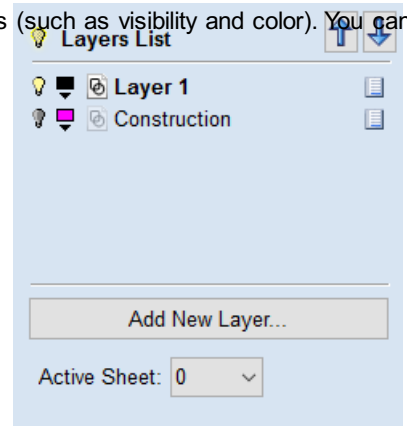 s (such as visibility and color). You can
Layers List
Layer 1
Construction
Add New Layer...
Active Sheet: 0